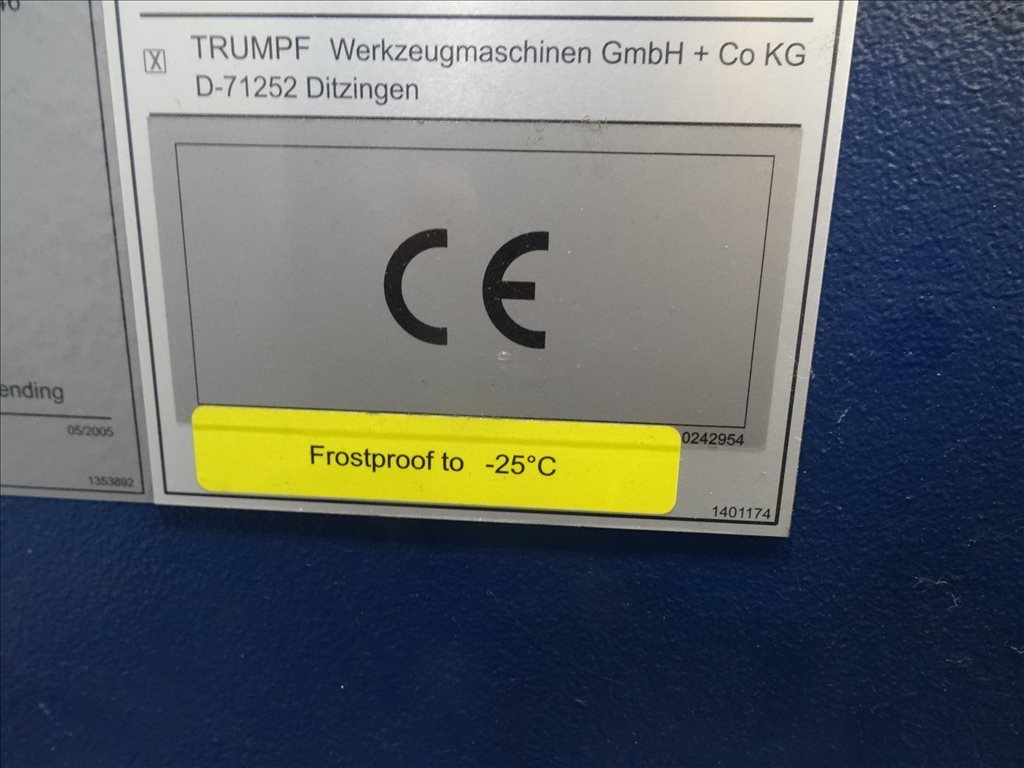 TRUMPF Werkzeugmaschinen GmbH + Co KG
D-71252 Ditzingen
CE
0242954
Frostproof to -25°C
1401174
ending
05/2005
1353892